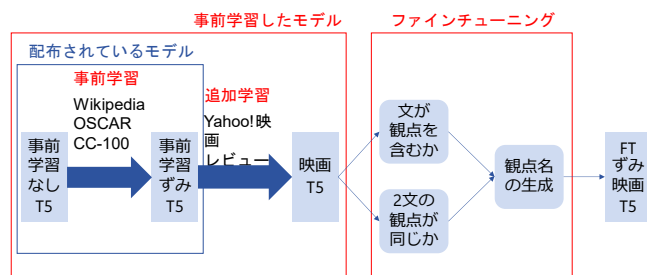 事前学習したモデル
ファインチューニング
配布されているモデル
事前学習
Wikipedia
OSCAR
CC-100
追加学習
Yahoo!映
画
レビュー
事前
学習
なし
T5
事前
学習
ずみ
T5
映画
T5
文が
観点を
含むか
2文の
観点が
同じか
観点名
の生成
FT
ずみ
映画
T5